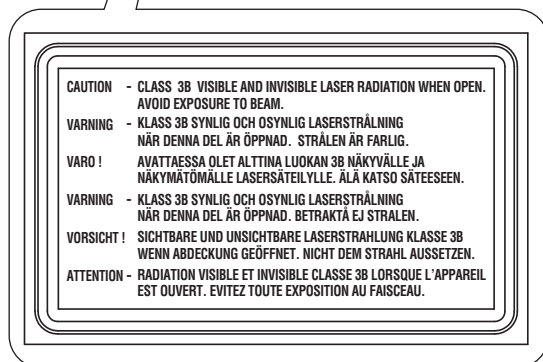 CAUTION - CLASS 3B VISIBLE AND INVISIBLE LASER RADIATION WHEN OPEN.
AVOID EXPOSURE TO BEAM.
VARNING - KLASS 3B SYNLIG OCH OSYNLIG LASERSTRÅLNING
NÄR DENNA DEL ÄR ÖPPNAD. STRÅLEN ÄR FARLIG.
VARO ! AVATTAESSA OLET ALTTINA LUOKAN 3B NÄKYVÄLLE JA
NÄKYMÄTÖMÄLLE LASERSÄTEILYLLE. ÄLÄ KATSO SÄTEESEEN.
VARNING - KLASS 3B SYNLIG OCH OSYNLIG LASERSTRÅLNING
NÄR DENNA DEL ÄR ÖPPNAD. BETRAKTÅ EJ STRALEN.
VORSICHT ! SICHTBARE UND UNSICHTBARE LASERSTRAHLUNG KLASSE 3B
WENN ABDECKUNG GEÖFFNET. NICHT DEM STRAHL AUSSETZEN.
ATTENTION - RADIATION VISIBLE ET INVISIBLE CLASSE 3B LORSQUE L'APPAREIL
EST OUVERT. EVITEZ TOUTE EXPOSITION AU FAISCEAU.